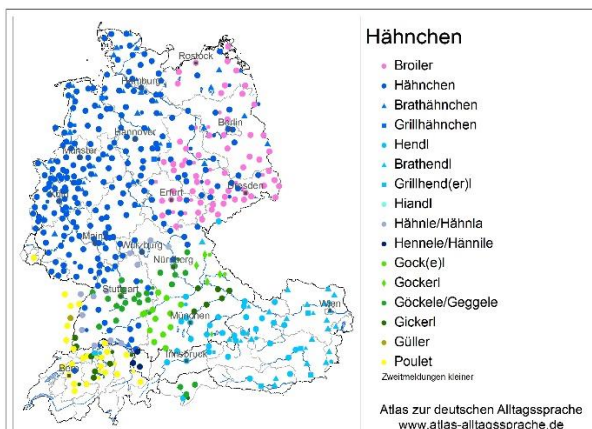 Hähnchen
Broiler
Hähnchen
Brathähnchen
Grillhähnchen
Hendl
Brathendl
Grillhend(er)l
Hiandl
Hähnle/Hähnla
Hennele/Hännile
Gock(e)l
Gockerl
Göckele/Geggele
Gickerl
Güller
Poulet
Zweitmeldungen kleiner
Atlas zur deutschen Alltagssprache
www.atlas-alltagssprache.de
Rostock
Hamburg
Berlin
Hannover
Münster
Köln
Erfurt
Dresden
Mainz
Würzburg
Nürnberg
Stuttgart
München
Wien
Innsbruck
Bern